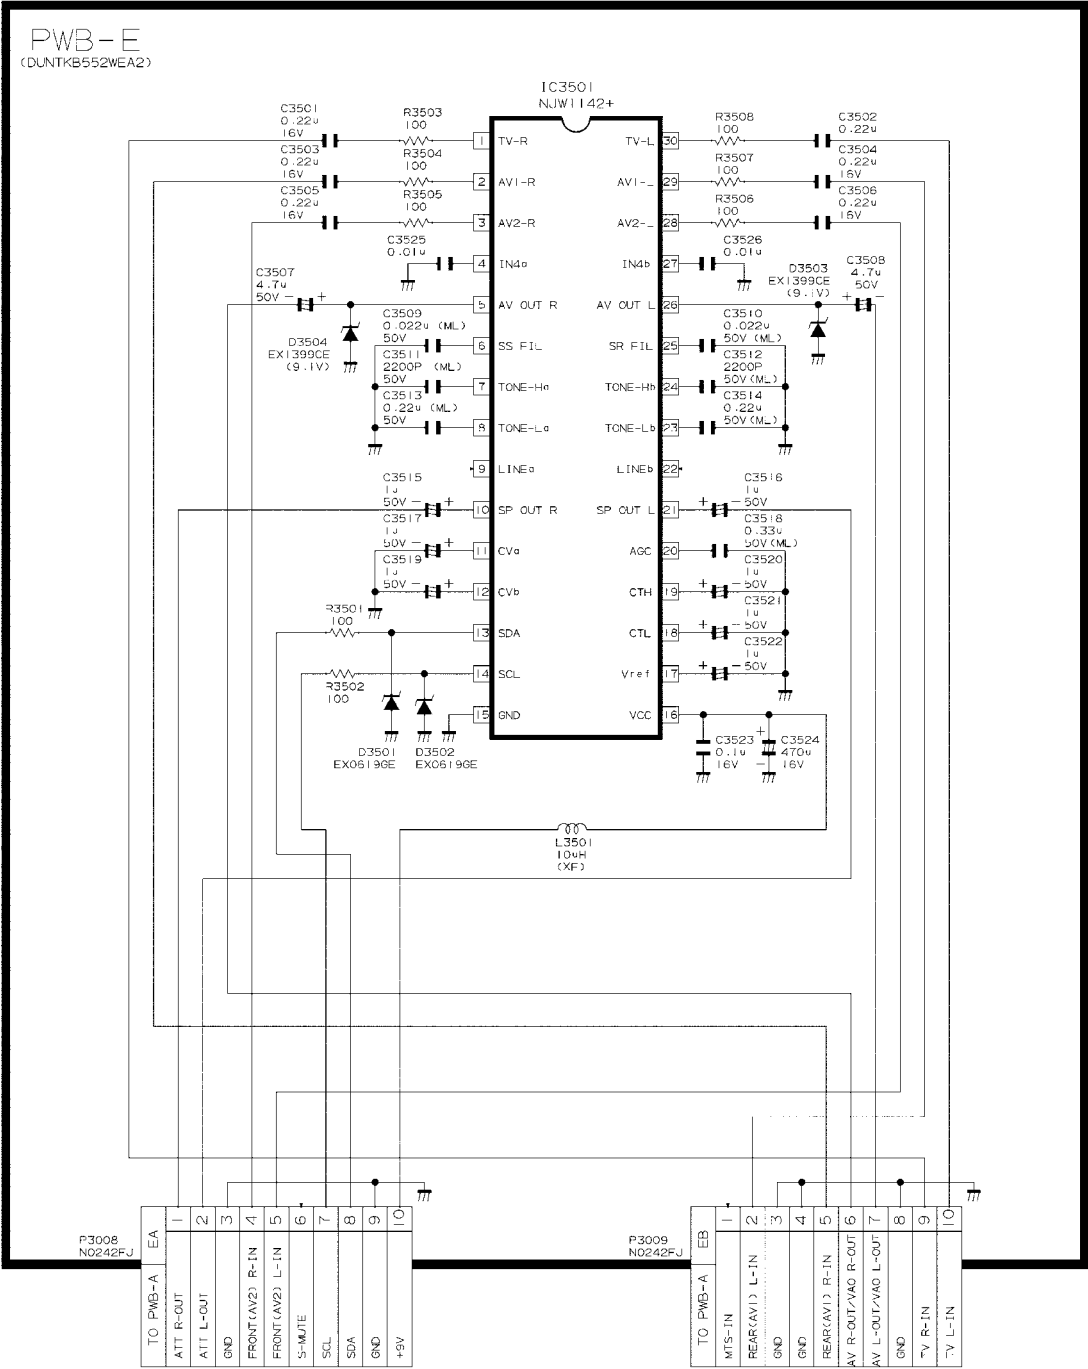 PWB-E
(DUNTKB552WEA2)
IC3501
NJW1142+
C3501
0.22u
16V
R3503
100
1
TV-R
C3503
0.22u
16V
R3504
100
2
AV1-R
C3505
0.22u
16V
R3505
100
3
AV2-R
C3525
0.01u
4
IN4a
C3507
4.7u
50V - +
5
AV OUT R
D3504
EX1399CE
(9.1V)
C3509
0.022u (ML)
50V
6
SS FIL
C3511
2200P (ML)
50V
7
TONE-Ha
C3513
0.22u (ML)
50V
8
TONE-La
9
LINEa
C3515
1u
50V - +
10
SP OUT R
C3517
1u
50V - +
11
CVa
C3519
1u
50V - +
12
CVb
R3501
100
13
SDA
14
SCL
R3502
100
15
GND
D3501
EX0619GE
D3502
EX0619GE
TV-L
30
R3508
100
C3502
0.22u
AV1-_
29
R3507
100
C3504
0.22u
16V
AV2-_
28
R3506
100
C3506
0.22u
16V
IN4b
27
C3526
0.01u
AV OUT L
26
D3503
EX1399CE
(9.1V)
C3508
4.7u
50V
+ -
SR FIL
25
C3510
0.022u
50V (ML)
TONE-Hb
24
C3512
2200P
50V (ML)
TONE-Lb
23
C3514
0.22u
50V (ML)
LINEb
22
SP OUT L
21
C3516
1u
+ - 50V
AGC
20
C3518
0.33u
50V (ML)
CTH
19
C3520
1u
+ - 50V
CTL
18
C3521
1u
+ - 50V
Vref
17
C3522
1u
+ - 50V
VCC
16
C3523
0.1u
16V
+
C3524
470u
- 16V
L3501
10uH
(XF)
P3008
N0242FJ
EA
TO PWB-A
1
ATT R-OUT
2
ATT L-OUT
3
GND
4
FRONT(AV2) R-IN
5
FRONT(AV2) L-IN
6
S-MUTE
7
SCL
8
SDA
9
GND
10
+9V
P3009
N0242FJ
EB
TO PWB-A
1
MTS-IN
2
REAR(AV1) L-IN
3
GND
4
GND
5
REAR(AV1) R-IN
6
AV R-OUT/VAO R-OUT
7
AV L-OUT/VAO L-OUT
8
GND
9
TV R-IN
10
TV L-IN